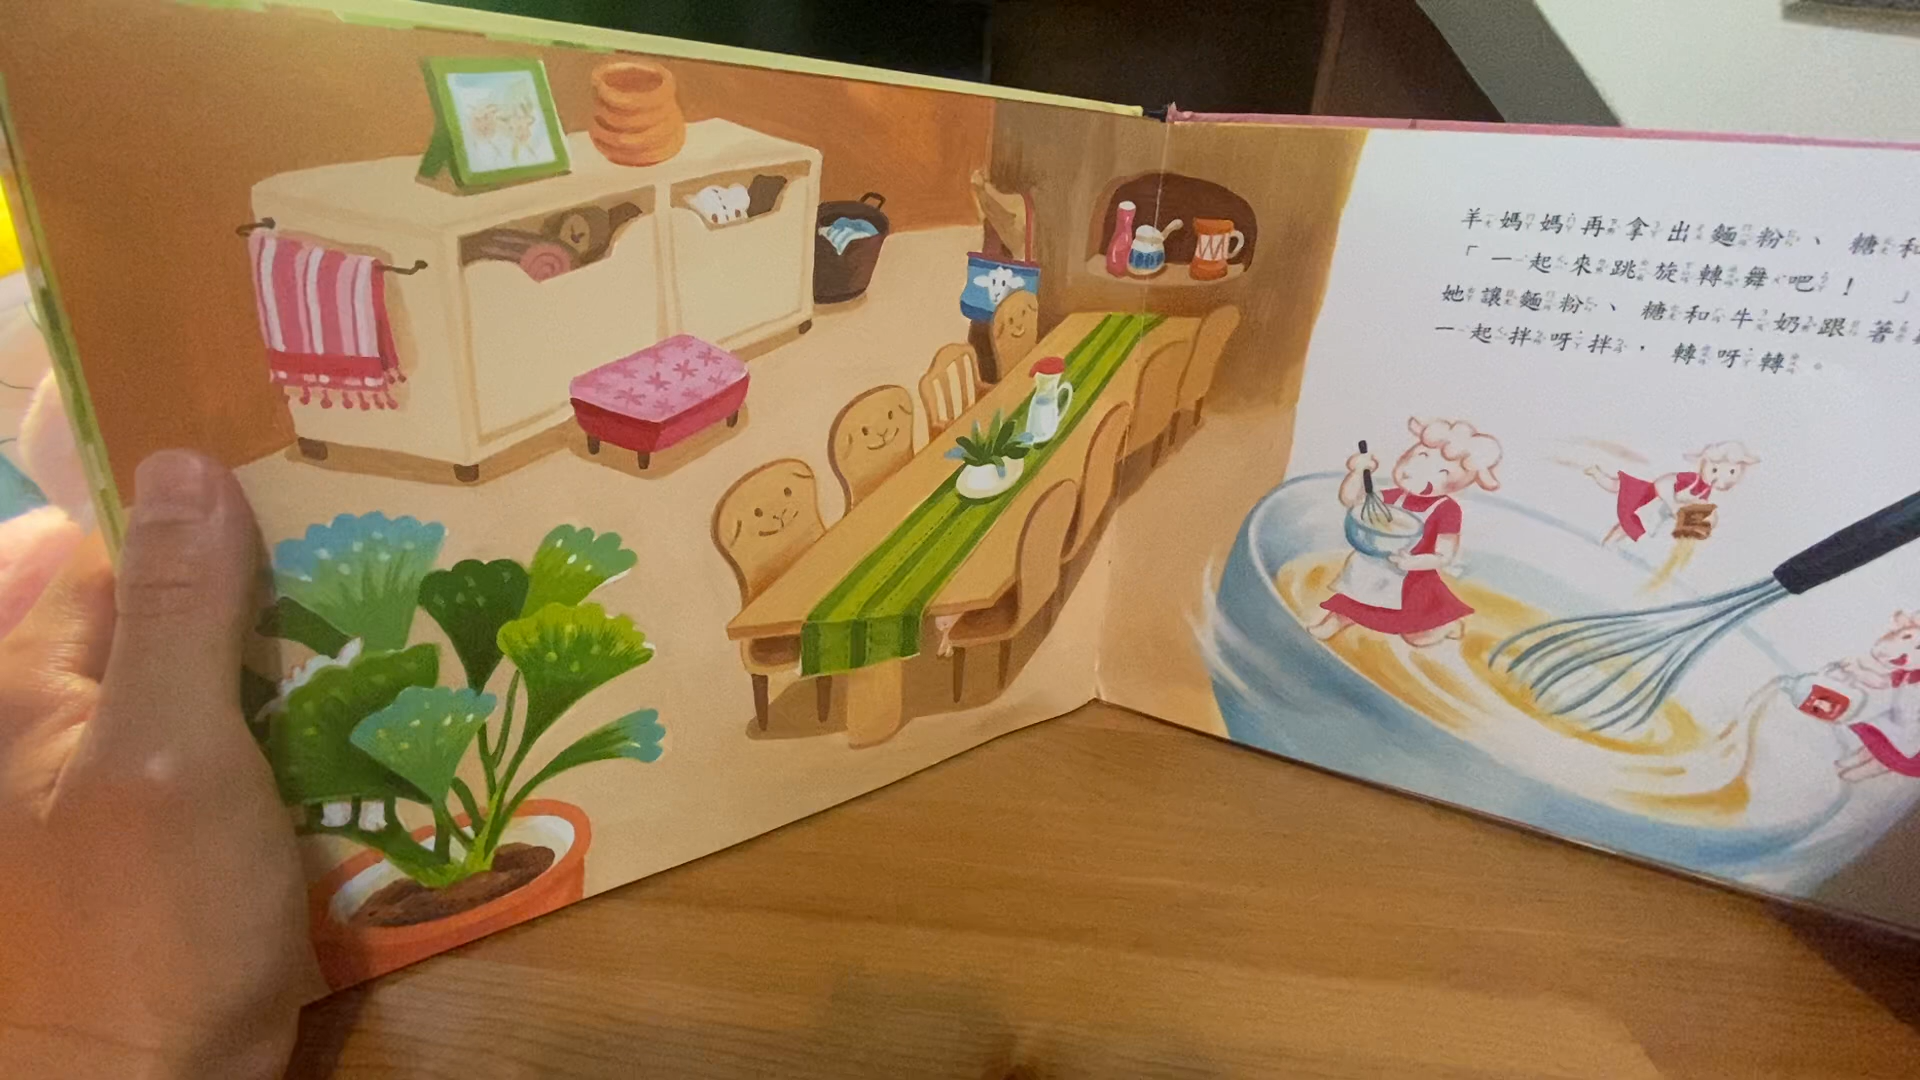 羊媽媽再拿出麵粉、糖和
「一起來跳旋轉舞吧！」
她讓麵粉、糖和牛奶跟著
一起拌呀拌，轉呀轉。